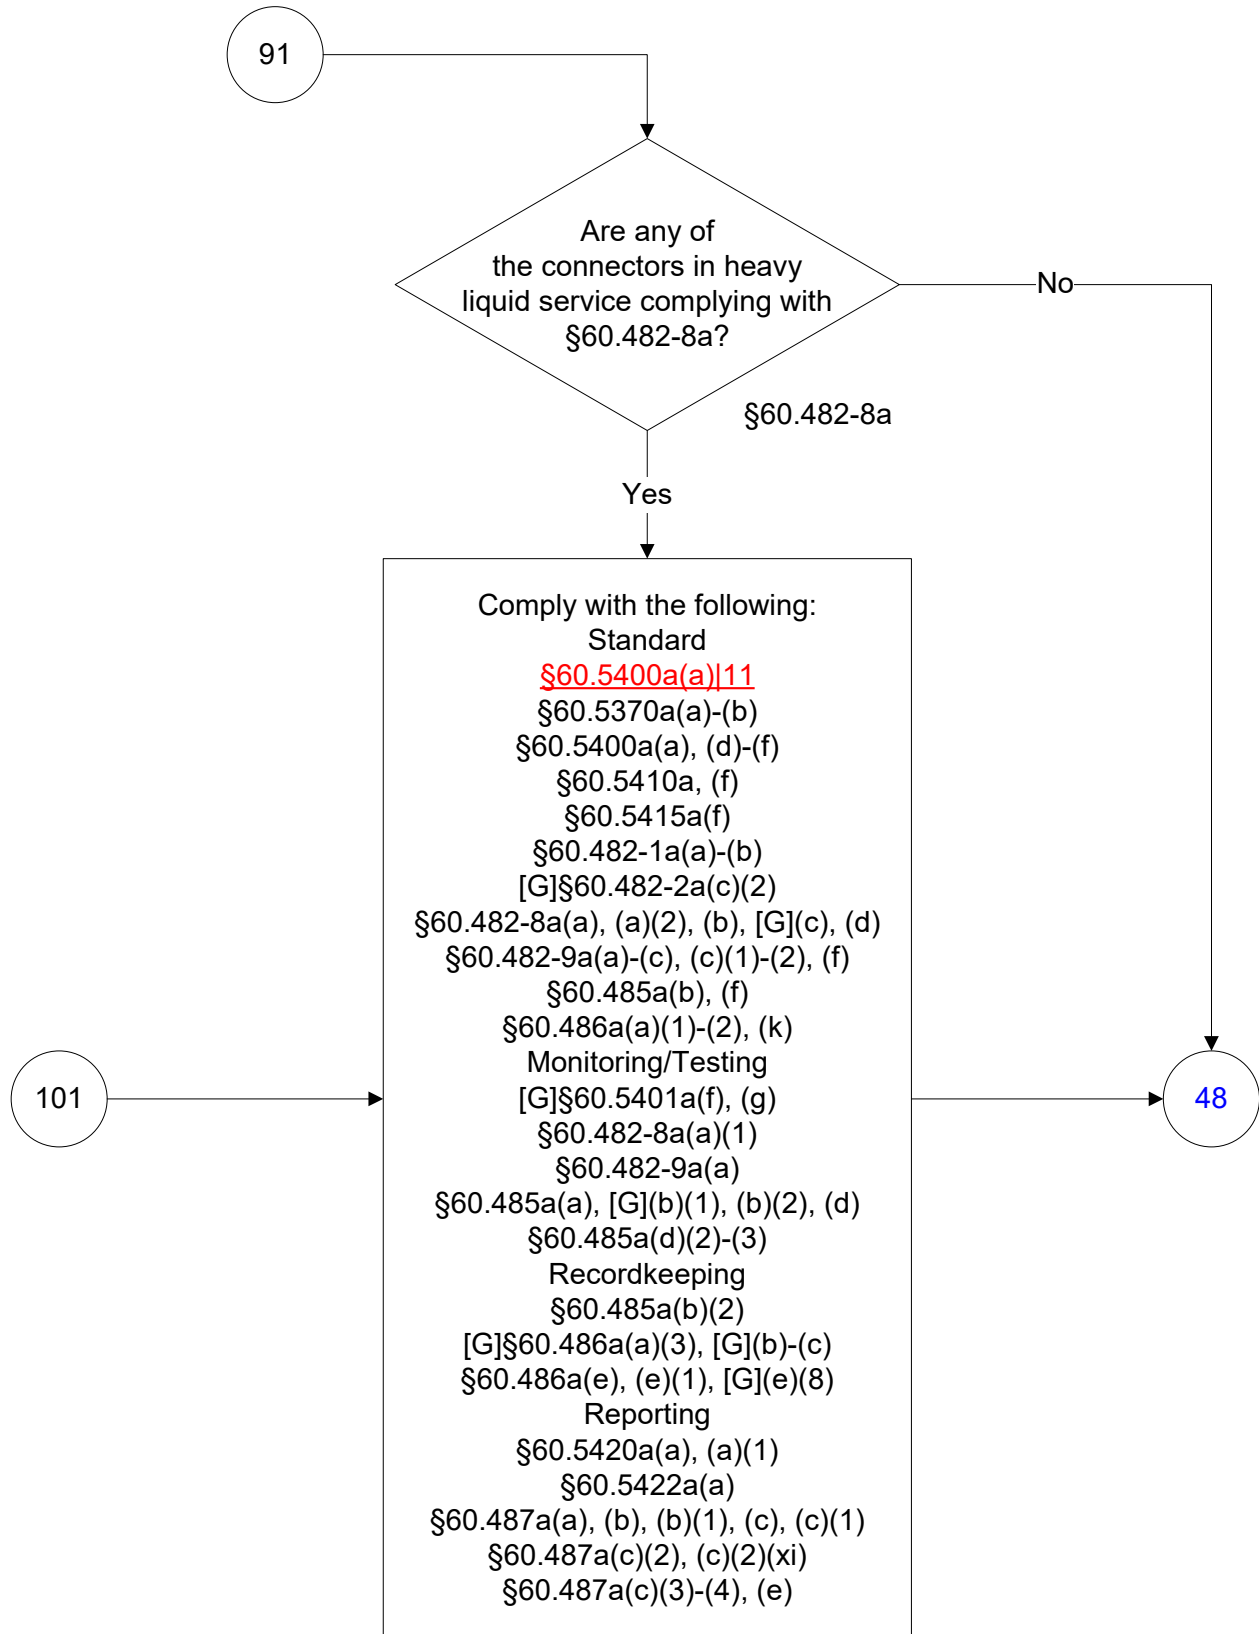 91
Are any of
the connectors in heavy
liquid service complying with
§60.482-8a?
No
§60.482-8a
Yes
Comply with the following:
Standard
§60.5400a(a)|11
§60.5370a(a)-(b)
§60.5400a(a), (d)-(f)
§60.5410a, (f)
§60.5415a(f)
§60.482-1a(a)-(b)
[G]§60.482-2a(c)(2)
§60.482-8a(a), (a)(2), (b), [G](c), (d)
§60.482-9a(a)-(c), (c)(1)-(2), (f)
§60.485a(b), (f)
§60.486a(a)(1)-(2), (k)
Monitoring/Testing
[G]§60.5401a(f), (g)
§60.482-8a(a)(1)
§60.482-9a(a)
§60.485a(a), [G](b)(1), (b)(2), (d)
§60.485a(d)(2)-(3)
Recordkeeping
§60.485a(b)(2)
[G]§60.486a(a)(3), [G](b)-(c)
§60.486a(e), (e)(1), [G](e)(8)
Reporting
§60.5420a(a), (a)(1)
§60.5422a(a)
§60.487a(a), (b), (b)(1), (c), (c)(1)
§60.487a(c)(2), (c)(2)(xi)
§60.487a(c)(3)-(4), (e)
101
48